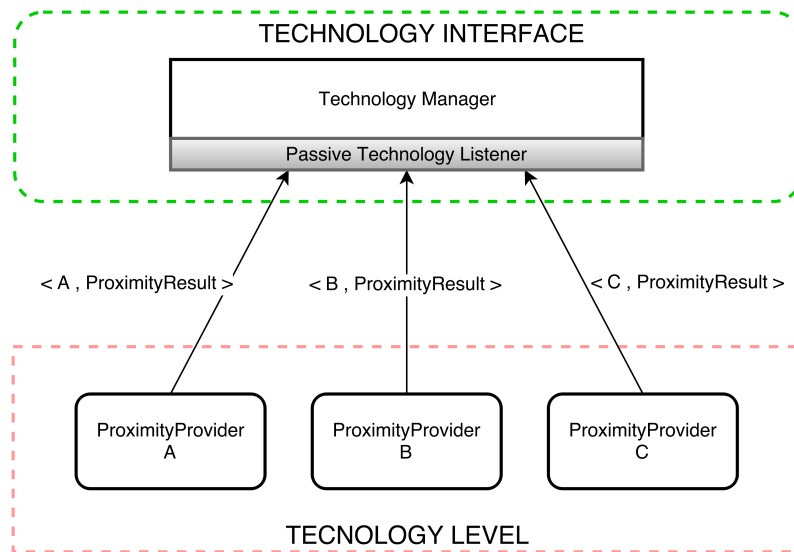 TECHNOLOGY INTERFACE
Technology Manager
Passive Technology Listener
< A , ProximityResult >
< B , ProximityResult >
< C , ProximityResult >
ProximityProvider
A
ProximityProvider
B
ProximityProvider
C
TECNOLOGY LEVEL